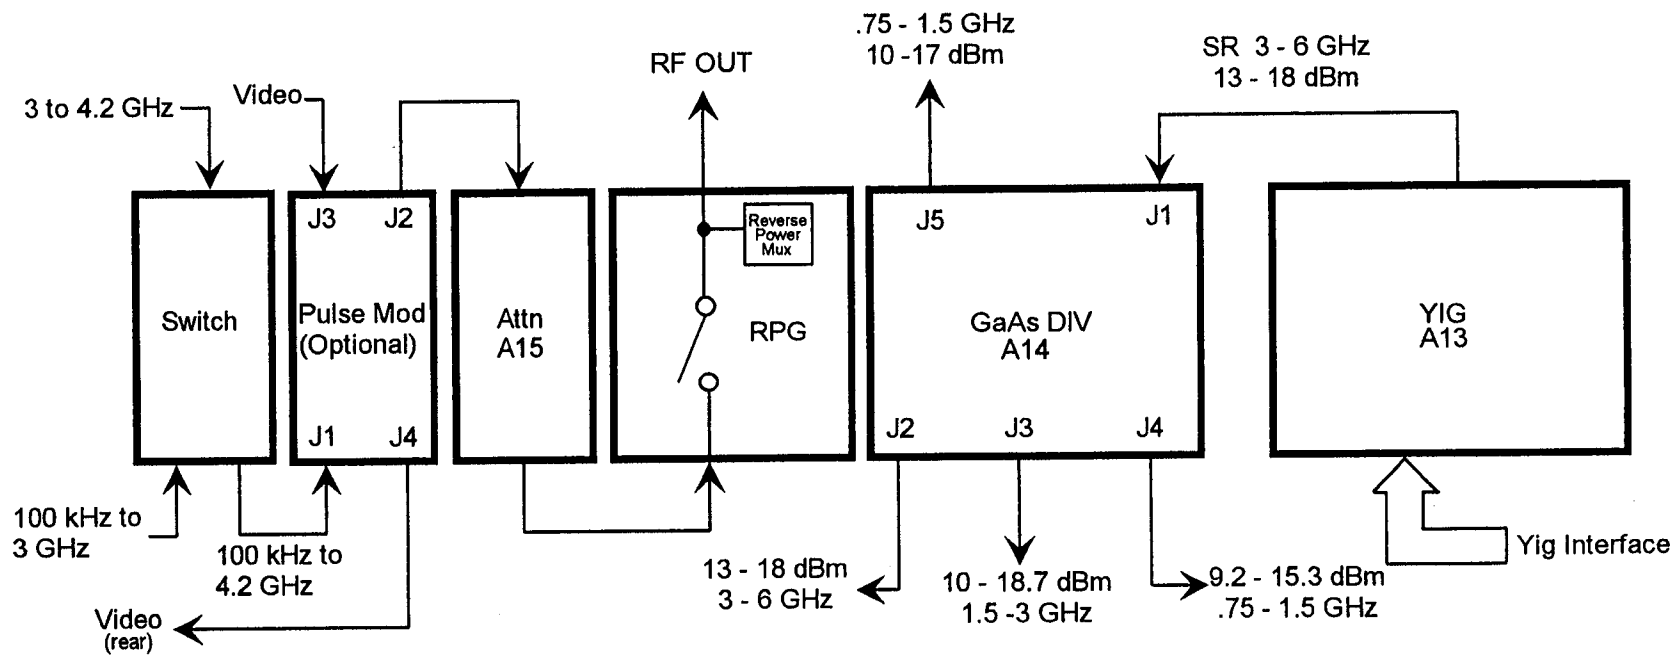 .75 - 1.5 GHz
10 -17 dBm
SR 3 - 6 GHz
13 - 18 dBm
RF OUT
3 to 4.2 GHz
Video
J3
J2
Reverse
Power
Mux
J5
J1
Switch
Pulse Mod
(Optional)
Attn
A15
RPG
GaAs DIV
A14
YIG
A13
J1
J4
J2
J3
J4
100 kHz to
3 GHz
100 kHz to
4.2 GHz
13 - 18 dBm
3 - 6 GHz
10 - 18.7 dBm
1.5 -3 GHz
9.2 - 15.3 dBm
.75 - 1.5 GHz
Yig Interface
Video
(rear)